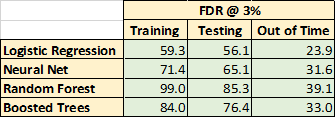 FDR @ 3%
Training Testing Out of Time
Logistic Regression 59.3 56.1 23.9
Neural Net 71.4 65.1 31.6
Random Forest 99.0 85.3 39.1
Boosted Trees 84.0 76.4 33.0